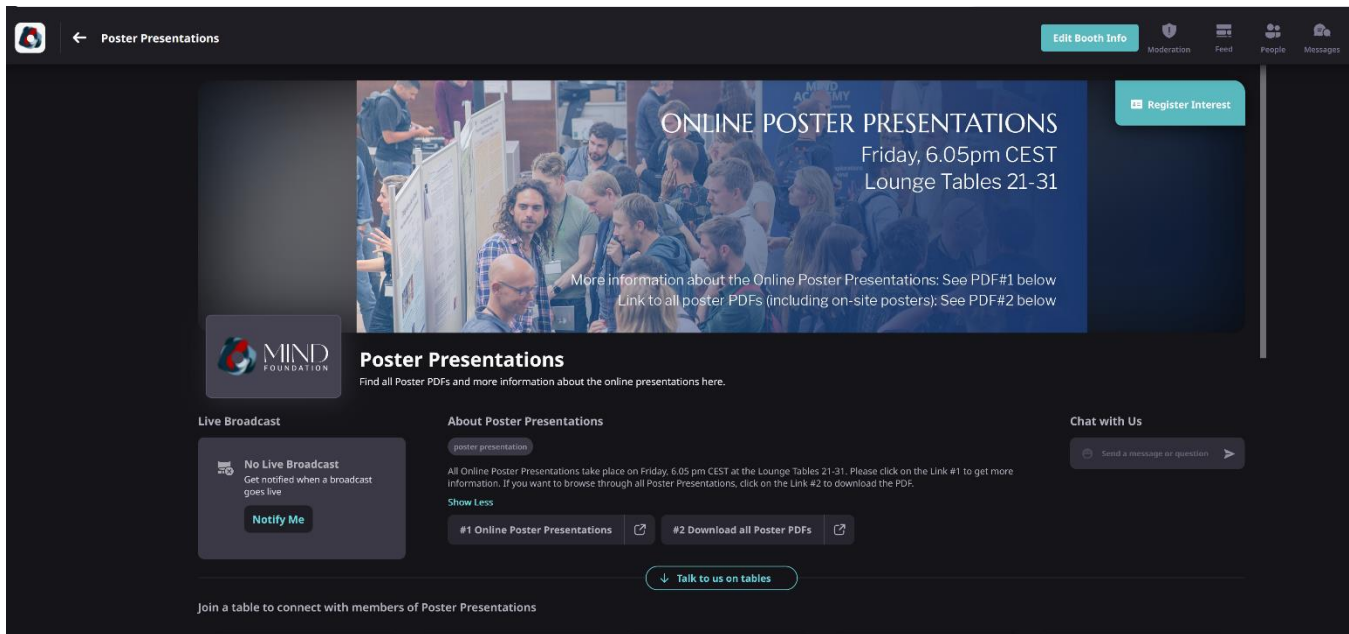 Poster Presentations
Edit Booth Info
Moderation
Feed
People
Messages
MIND
ACADEMY
ONLINE POSTER PRESENTATIONS
Friday, 6.05pm CEST
Lounge Tables 21-31
Register Interest
More information about the Online Poster Presentations: See PDF#1 below
Link to all poster PDFs (including on-site posters): See PDF#2 below
MIND
FOUNDATION
Poster Presentations
Find all Poster PDFs and more information about the online presentations here.
Live Broadcast
No Live Broadcast
Get notified when a broadcast
goes live
Notify Me
About Poster Presentations
poster presentation
All Online Poster Presentations take place on Friday, 6.05 pm CEST at the Lounge Tables 21-31. Please click on the Link #1 to get more
information. If you want to browse through all Poster Presentations, click on the Link #2 to download the PDF.
Show Less
#1 Online Poster Presentations
#2 Download all Poster PDFs
Chat with Us
Send a message or question
Talk to us on tables
Join a table to connect with members of Poster Presentations